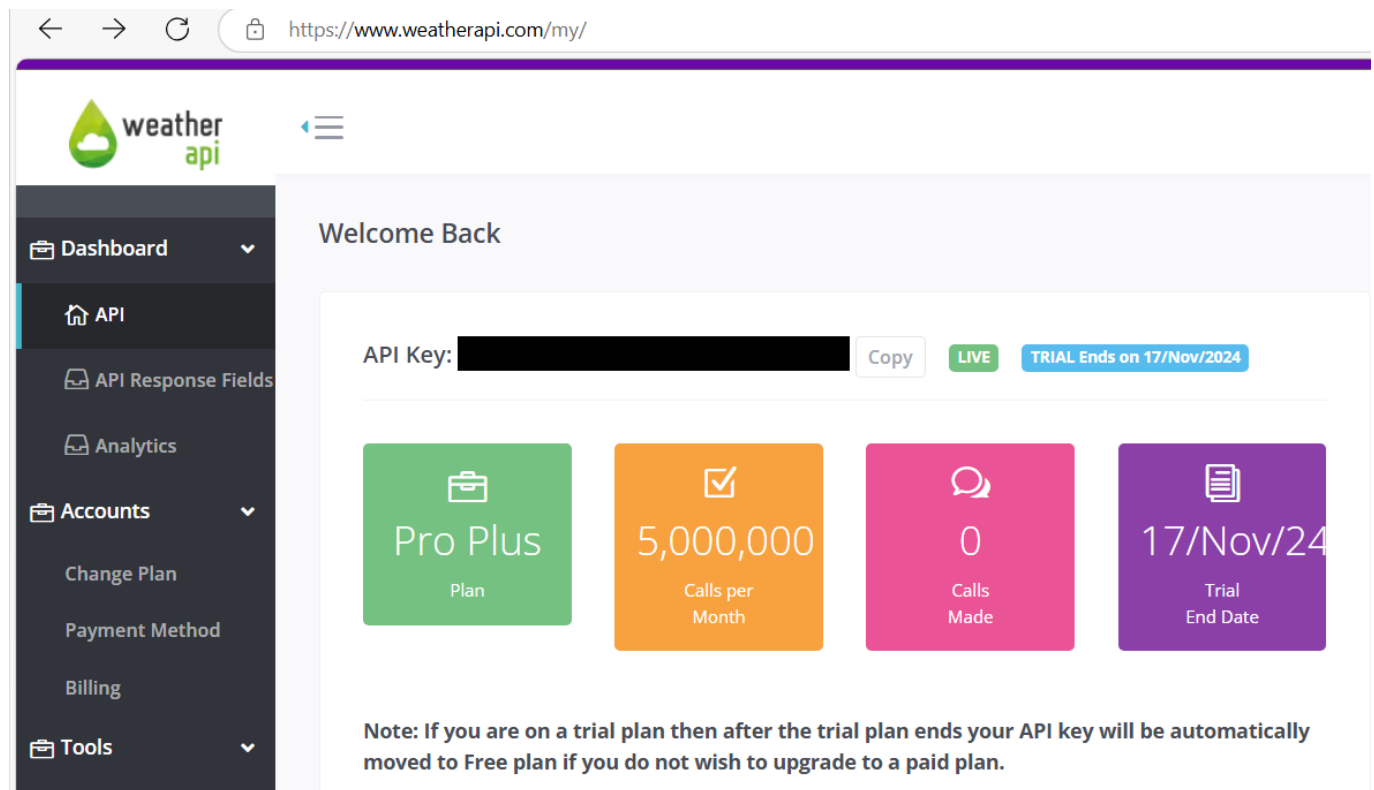 https://www.weatherapi.com/my/
weather
api
Dashboard
API
API Response Fields
Analytics
Accounts
Change Plan
Payment Method
Billing
Tools
Welcome Back
API Key:
Copy
LIVE
TRIAL Ends on 17/Nov/2024
Pro Plus
Plan
5,000,000
Calls per
Month
0
Calls
Made
17/Nov/24
Trial
End Date
Note: If you are on a trial plan then after the trial plan ends your API key will be automatically
moved to Free plan if you do not wish to upgrade to a paid plan.